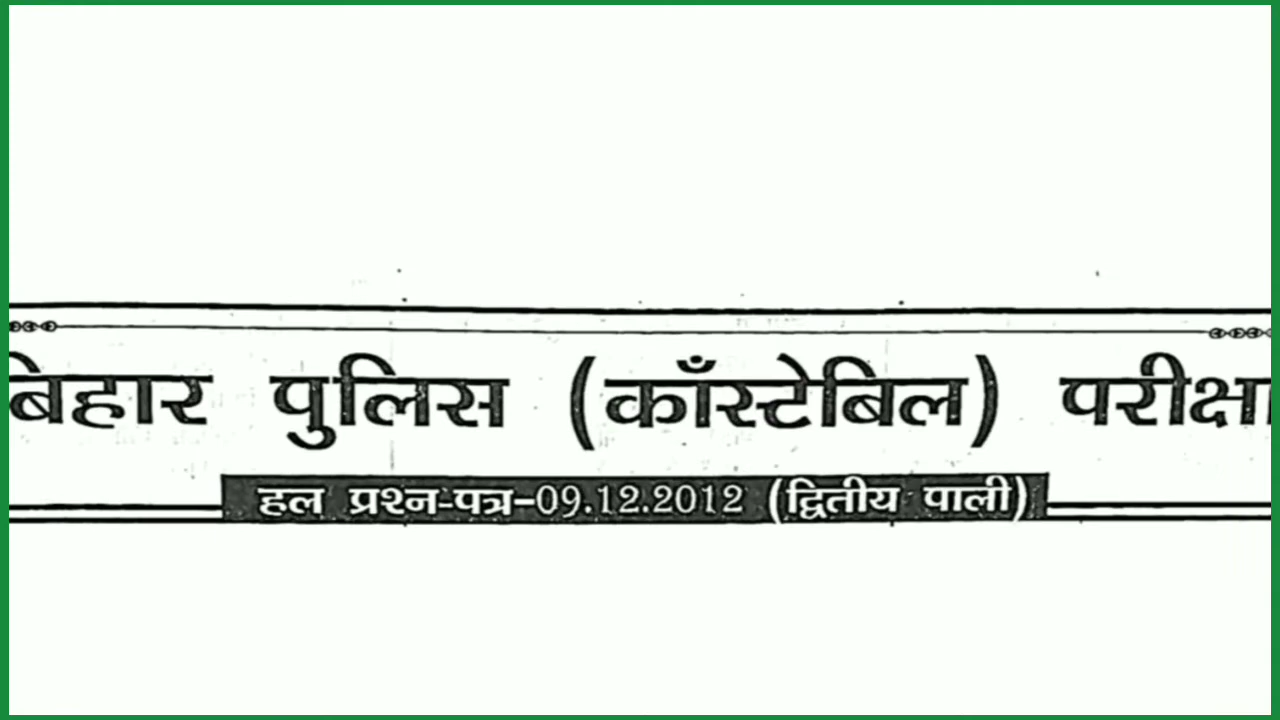 बिहार पुलिस (कॉंस्टेबिल) परीक्षा
हल प्रश्न-पत्र-09.12.2012 (द्वितीय पाली)